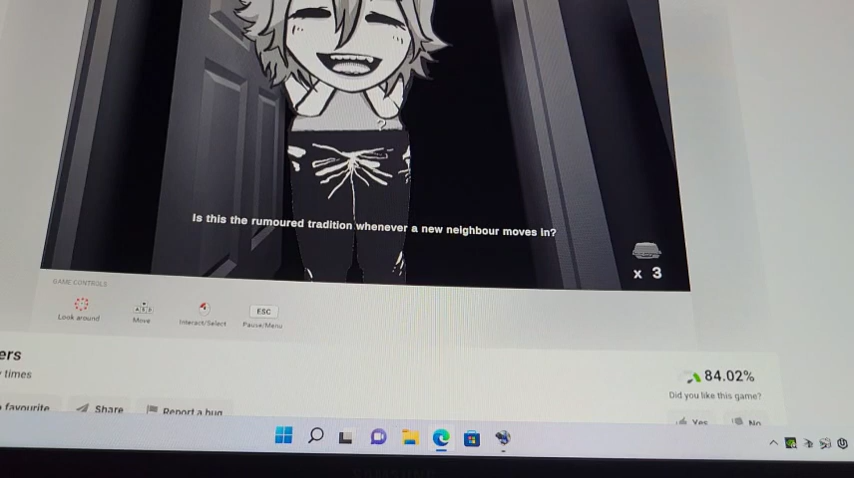 Is this the rumoured tradition whenever a new neighbour moves in?
x 3
GAME CONTROLS
Look around
Move
Interact/Select
ESC
Pause/Menu
ers
times
84.02%
Did you like this game?
favourite
Share
Report a bug
Yes
No